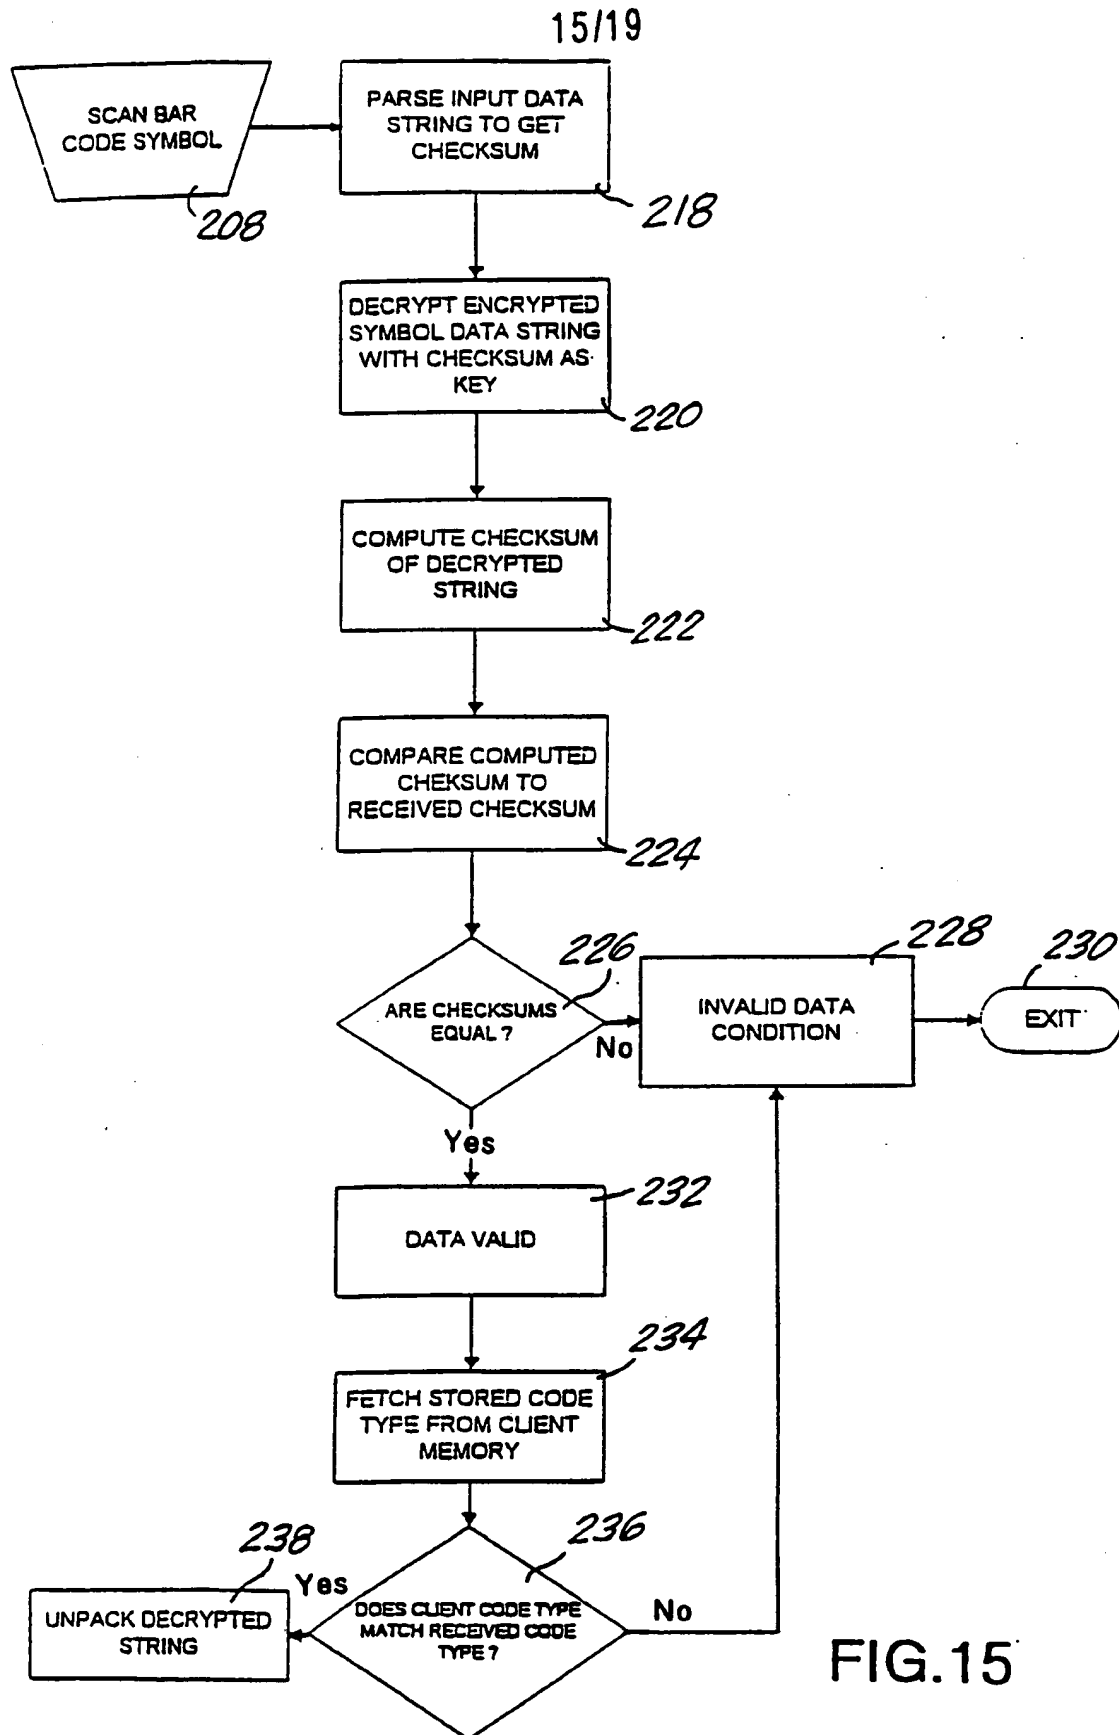 15/19
SCAN BAR
CODE SYMBOL
208
PARSE INPUT DATA
STRING TO GET
CHECKSUM
218
DECRYPT ENCRYPTED
SYMBOL DATA STRING
WITH CHECKSUM AS
KEY
220
COMPUTE CHECKSUM
OF DECRYPTED
STRING
222
COMPARE COMPUTED
CHEKSUM TO
RECEIVED CHECKSUM
224
ARE CHECKSUMS
EQUAL ?
226
No
INVALID DATA
CONDITION
228
EXIT
230
Yes
DATA VALID
232
FETCH STORED CODE
TYPE FROM CLIENT
MEMORY
234
DOES CLIENT CODE TYPE
MATCH RECEIVED CODE
TYPE ?
236
Yes
No
UNPACK DECRYPTED
STRING
238
FIG.15